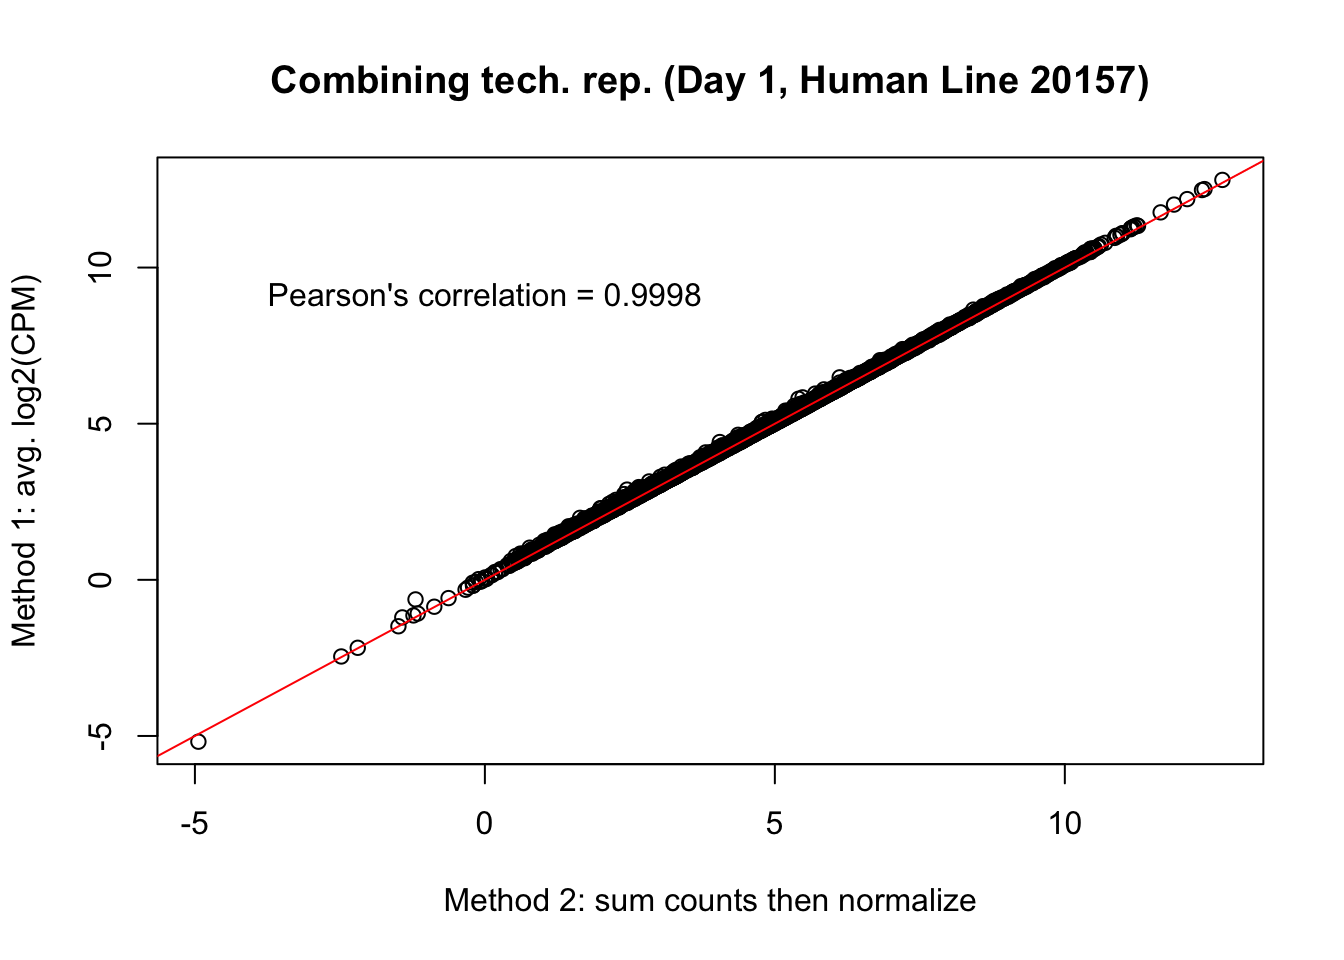 Combining tech. rep. (Day 1, Human Line 20157)
Method 1: avg. log2(CPM)
10
5
0
-5
Pearson's correlation = 0.9998
-5
0
5
10
Method 2: sum counts then normalize